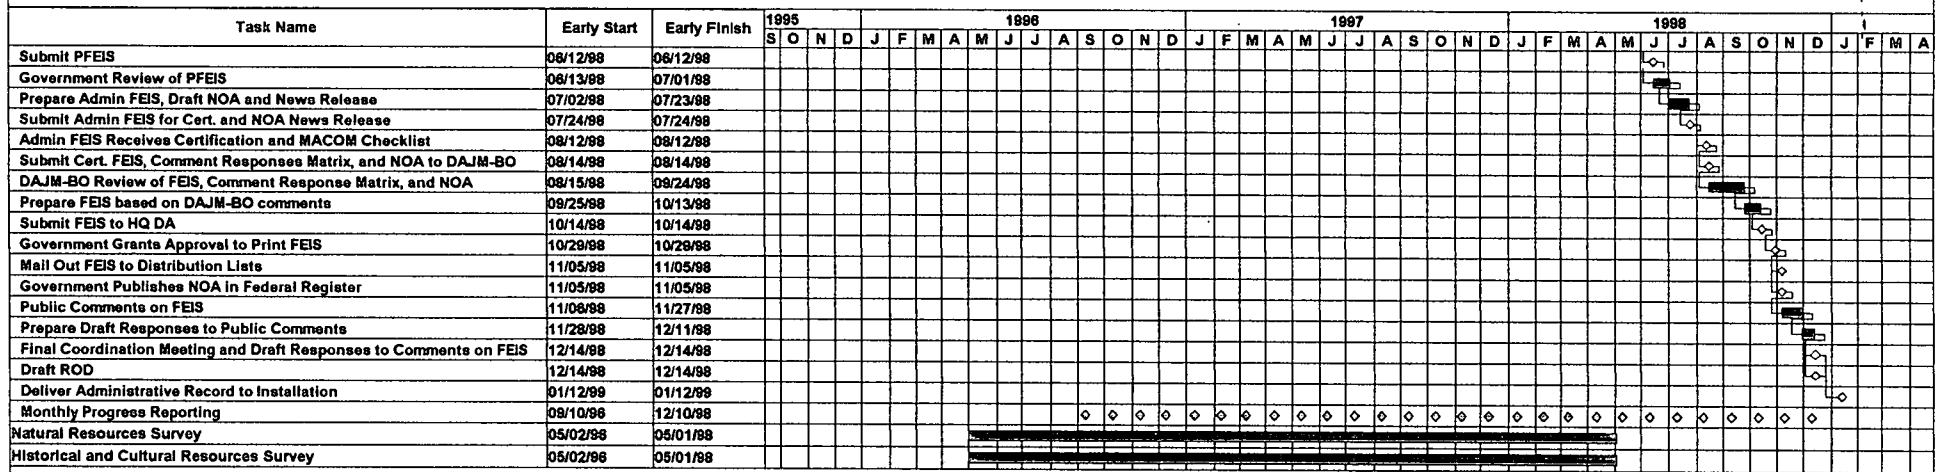 Task Name Early Start Early Finish 1995 1996 1997 1998
S O N D J F M A M J J A S O N D J F M A M J J A S O N D J F M A M J J A S O N D J F M A
Submit PFEIS 06/12/98 06/12/98
Government Review of PFEIS 06/13/98 07/01/98
Prepare Admin FEIS, Draft NOA and News Release 07/02/98 07/23/98
Submit Admin FEIS for Cert. and NOA News Release 07/24/98 07/24/98
Admin FEIS Receives Certification and MACOM Checklist 08/12/98 08/12/98
Submit Cert. FEIS, Comment Responses Matrix, and NOA to DAJM-BO 08/14/98 08/14/98
DAJM-BO Review of FEIS, Comment Response Matrix, and NOA 08/15/98 09/24/98
Prepare FEIS based on DAJM-BO comments 09/25/98 10/13/98
Submit FEIS to HQ DA 10/14/98 10/14/98
Government Grants Approval to Print FEIS 10/29/98 10/29/98
Mail Out FEIS to Distribution Lists 11/05/98 11/05/98
Government Publishes NOA in Federal Register 11/05/98 11/05/98
Public Comments on FEIS 11/06/98 11/27/98
Prepare Draft Responses to Public Comments 11/28/98 12/11/98
Final Coordination Meeting and Draft Responses to Comments on FEIS 12/14/98 12/14/98
Draft ROD 12/14/98 12/14/98
Deliver Administrative Record to Installation 01/12/99 01/12/99
Monthly Progress Reporting 09/10/96 12/10/98
Natural Resources Survey 05/02/96 05/01/98
Historical and Cultural Resources Survey 05/02/96 05/01/98